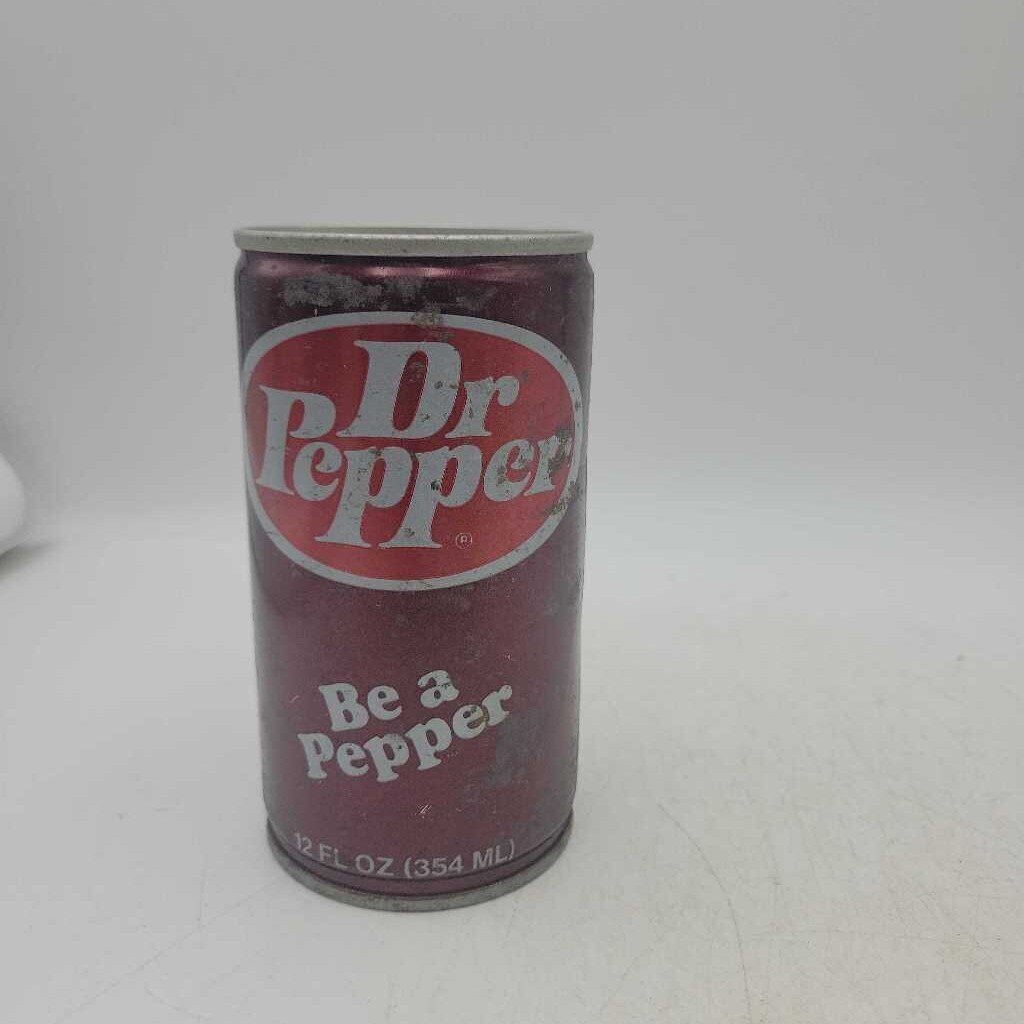 Dr
Pepper
®
Be a
Pepper
12 FL OZ (354 ML)